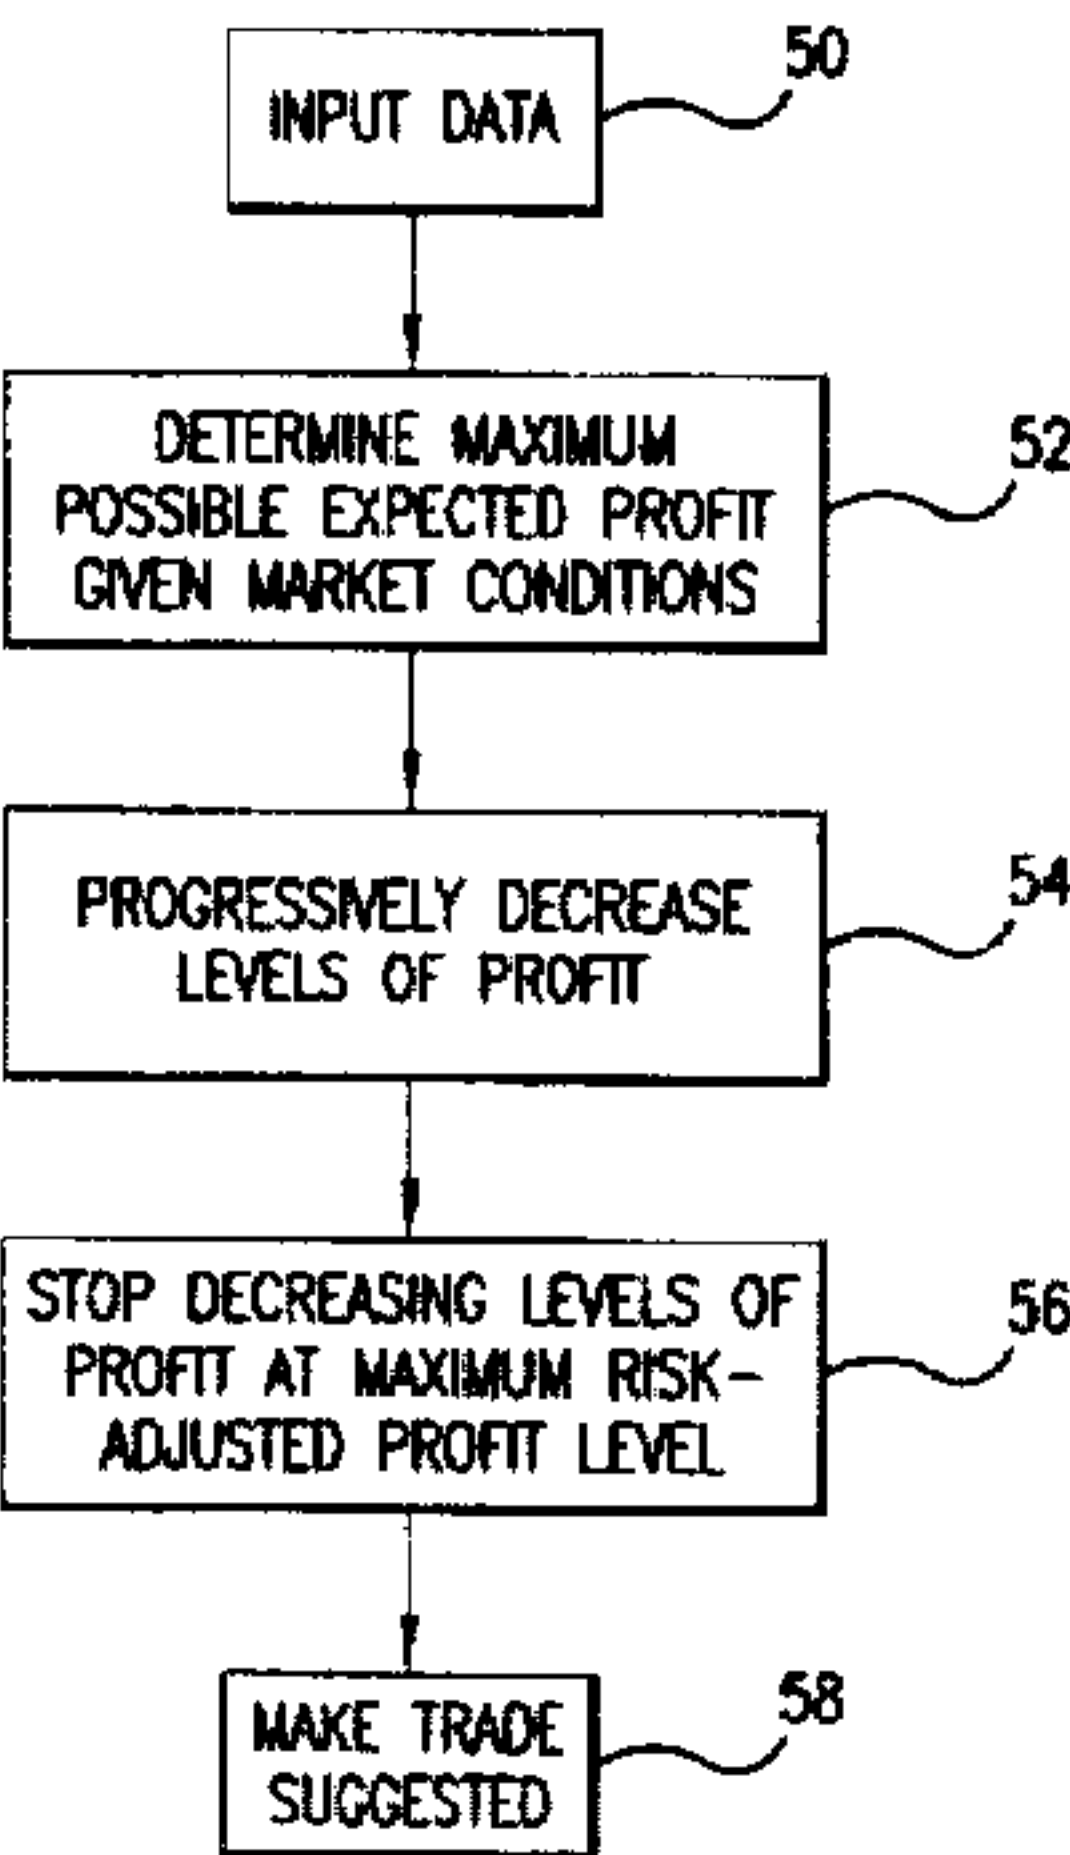 50
INPUT DATA
DETERMINE MAXIMUM
POSSIBLE EXPECTED PROFIT
GIVEN MARKET CONDITIONS
52
PROGRESSIVELY DECREASE
LEVELS OF PROFIT
54
STOP DECREASING LEVELS OF
PROFIT AT MAXIMUM RISK-
ADJUSTED PROFIT LEVEL
56
MAKE TRADE
SUGGESTED
58